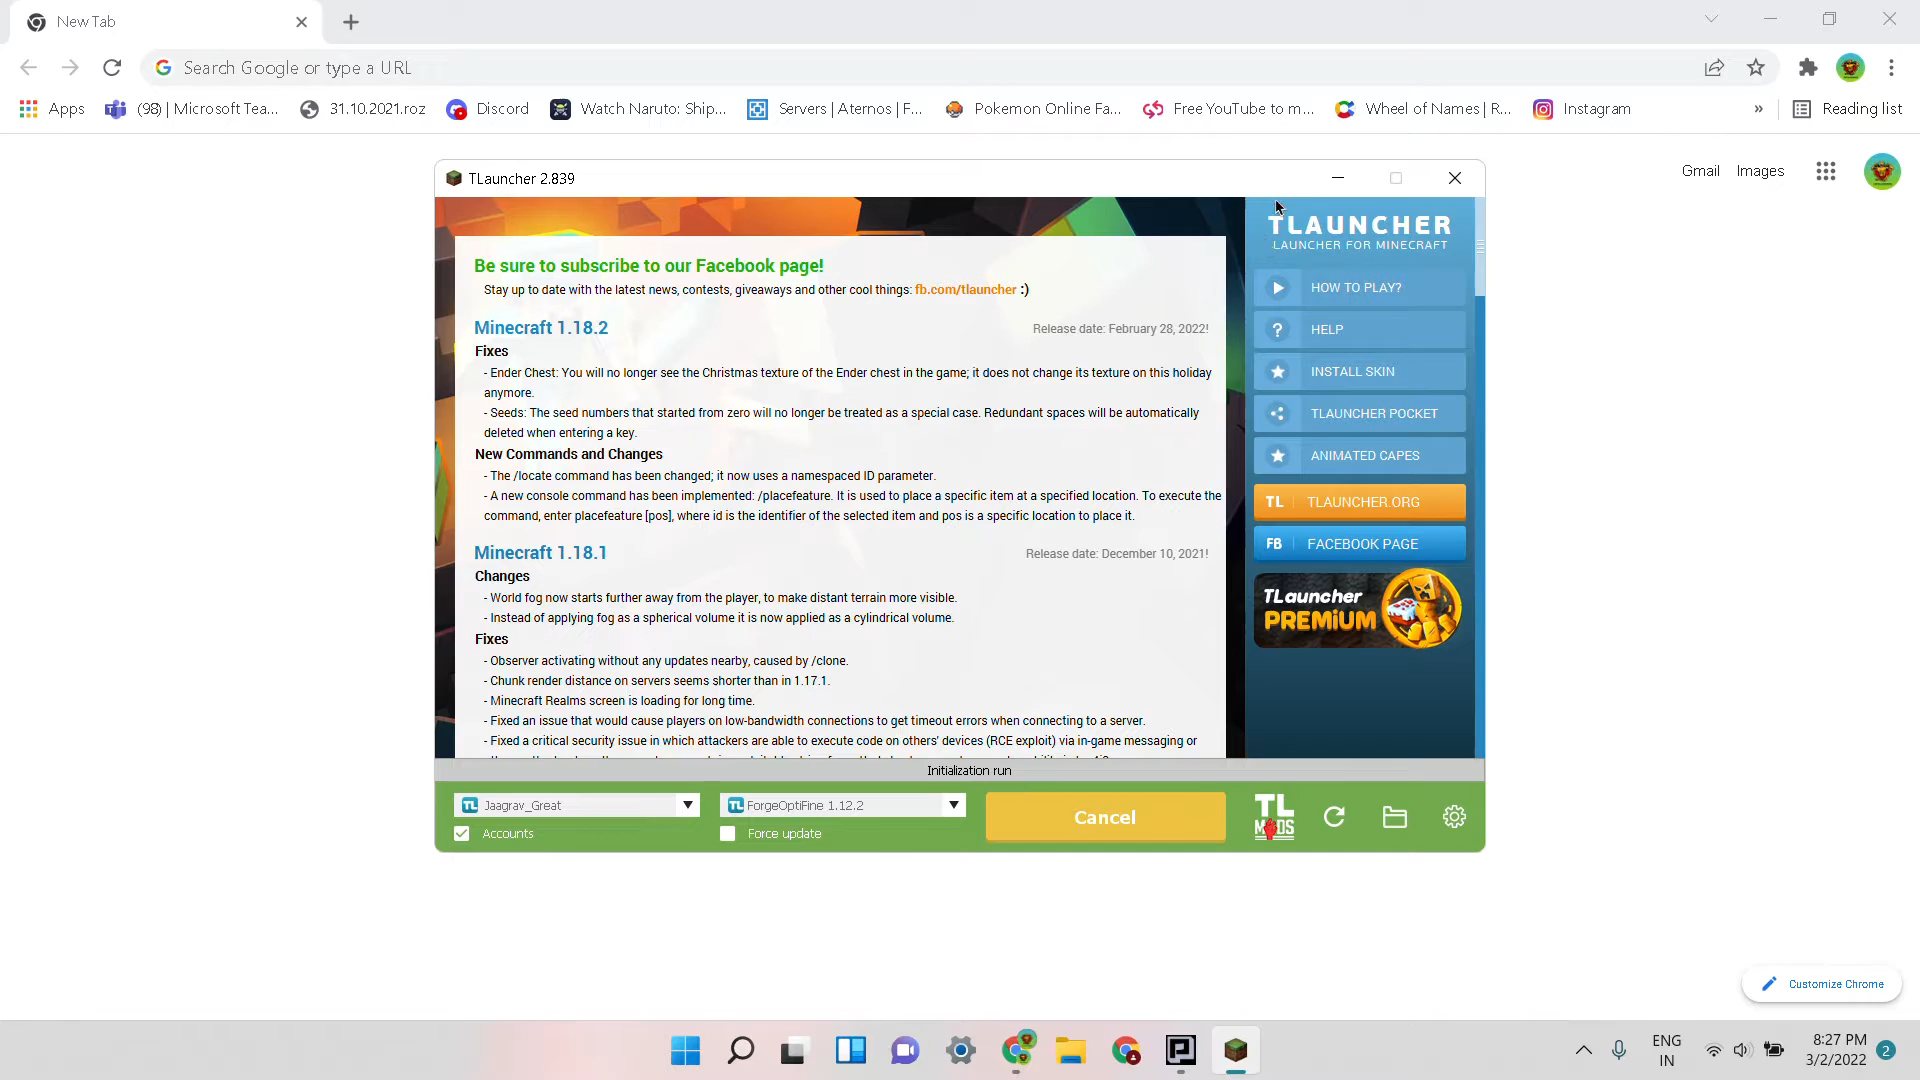 New Tab
Search Google or type a URL
Apps
(98) | Microsoft Tea...
31.10.2021.roz
Discord
Watch Naruto: Ship...
Servers | Aternos | F...
Pokemon Online Fa...
Free YouTube to m...
Wheel of Names | R...
Instagram
»
Reading list
Gmail
Images
TLauncher 2.839
TLAUNCHER
LAUNCHER FOR MINECRAFT
Be sure to subscribe to our Facebook page!
Stay up to date with the latest news, contests, giveaways and other cool things: fb.com/tlauncher :)
Minecraft 1.18.2
Release date: February 28, 2022!
Fixes
- Ender Chest: You will no longer see the Christmas texture of the Ender chest in the game; it does not change its texture on this holiday
anymore.
- Seeds: The seed numbers that started from zero will no longer be treated as a special case. Redundant spaces will be automatically
deleted when entering a key.
New Commands and Changes
- The /locate command has been changed; it now uses a namespaced ID parameter.
- A new console command has been implemented: /placefeature. It is used to place a specific item at a specified location. To execute the
command, enter placefeature [pos], where id is the identifier of the selected item and pos is a specific location to place it.
Minecraft 1.18.1
Release date: December 10, 2021!
Changes
- World fog now starts further away from the player, to make distant terrain more visible.
- Instead of applying fog as a spherical volume it is now applied as a cylindrical volume.
Fixes
- Observer activating without any updates nearby, caused by /clone.
- Chunk render distance on servers seems shorter than in 1.17.1.
- Minecraft Realms screen is loading for long time.
- Fixed an issue that would cause players on low-bandwidth connections to get timeout errors when connecting to a server.
- Fixed a critical security issue in which attackers are able to execute code on others' devices (RCE exploit) via in-game messaging or
HOW TO PLAY?
HELP
INSTALL SKIN
TLAUNCHER POCKET
ANIMATED CAPES
TL TLAUNCHER.ORG
FB FACEBOOK PAGE
TLauncher
PREMIUM
Initialization run
TL Jaagrav_Great
Accounts
TL ForgeOptiFine 1.12.2
Force update
Cancel
TL
MODS
Customize Chrome
ENG
IN
8:27 PM
3/2/2022
2